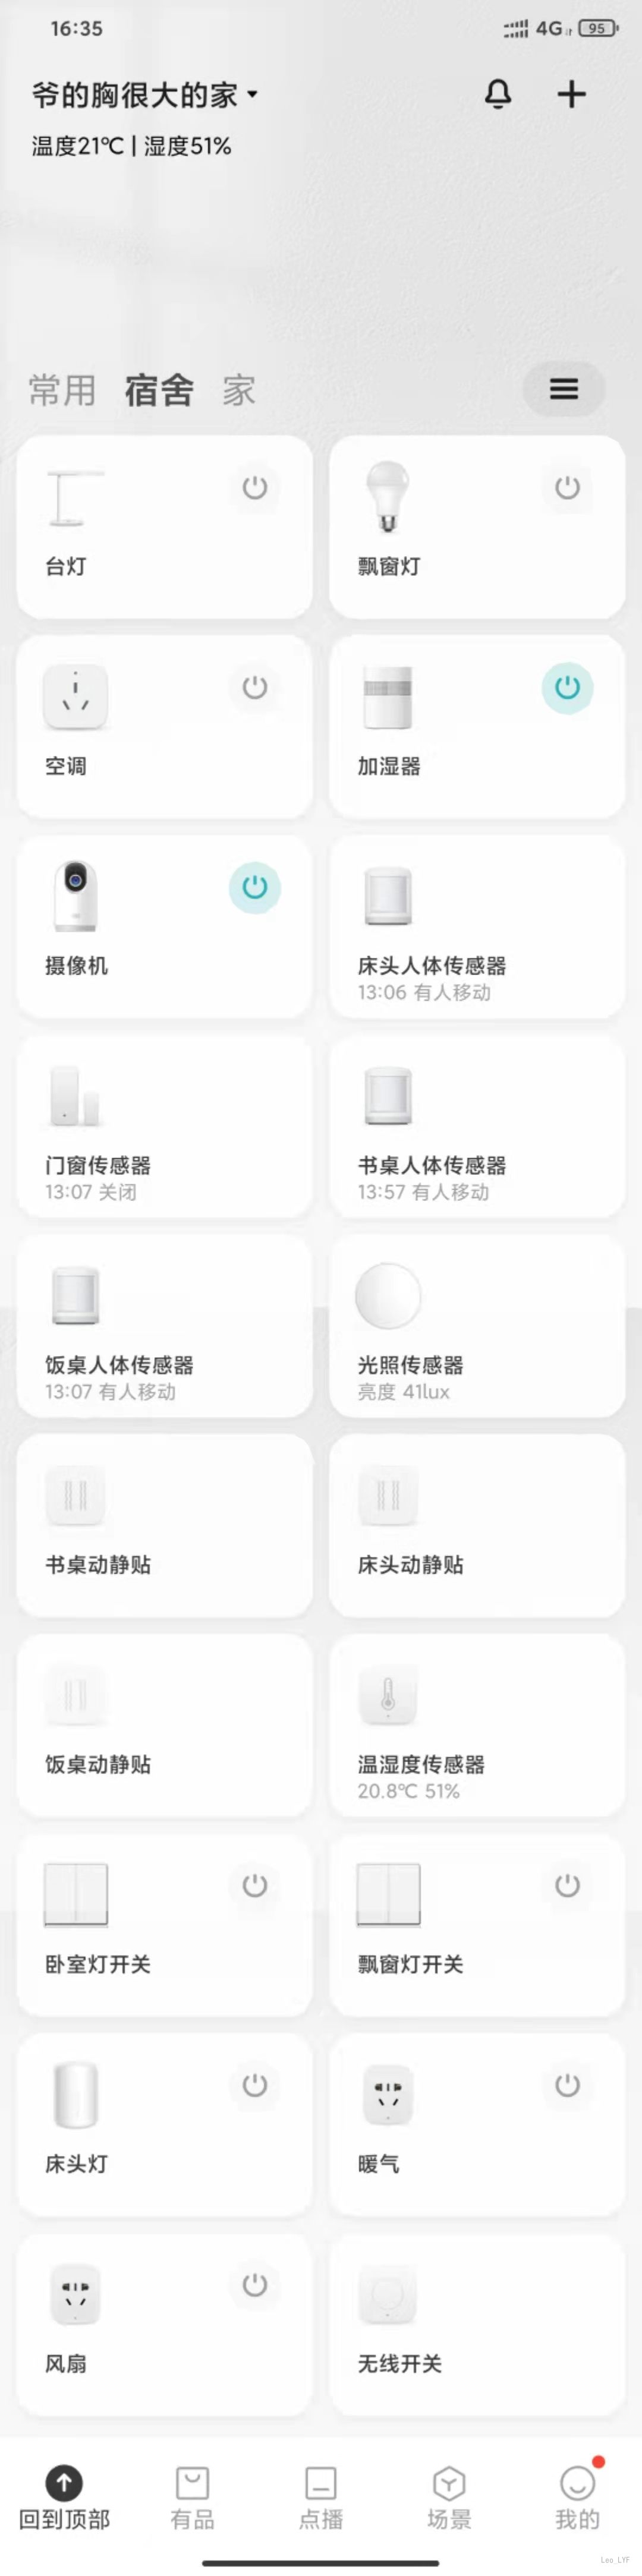 16:35 4G 95
爷的胸很大的家
温度21℃ | 湿度51%
常用 宿舍 家
台灯 飘窗灯
空调 加湿器
摄像机 床头人体传感器
13:06 有人移动
门窗传感器 书桌人体传感器
13:07 关闭 13:57 有人移动
饭桌人体传感器 光照传感器
13:07 有人移动 亮度 41lux
书桌动静贴 床头动静贴
饭桌动静贴 温湿度传感器
20.8℃ 51%
卧室灯开关 飘窗灯开关
床头灯 暖气
风扇 无线开关
回到顶部 有品 点播 场景 我的
Leo_LYF